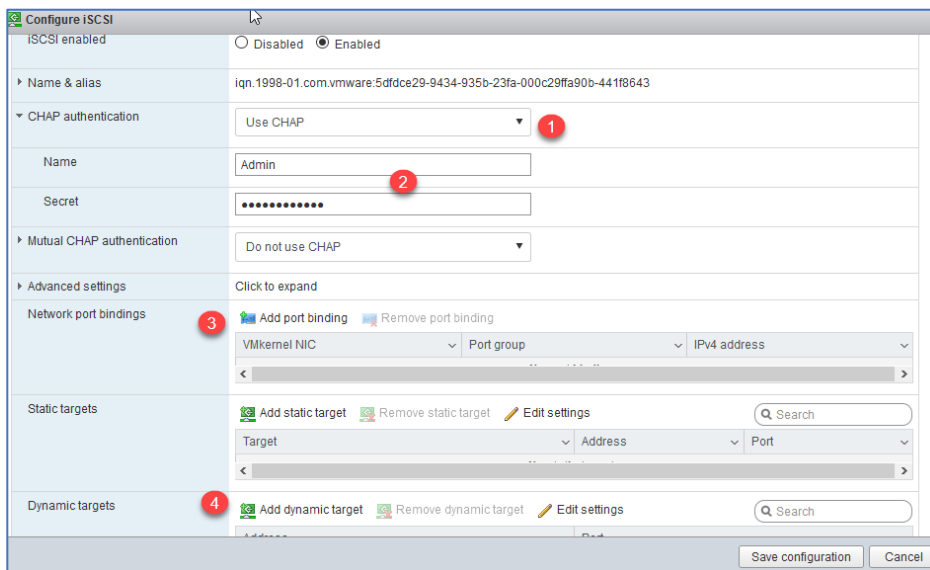 Configure iSCSI
iSCSI enabled
Disabled Enabled
Name & alias iqn.1998-01.com.vmware:5dfdce29-9434-935b-23fa-000c29ffa90b-441f8643
CHAP authentication Use CHAP 1
Name Admin
2
Secret ••••••••••••
Mutual CHAP authentication Do not use CHAP
Advanced settings Click to expand
Network port bindings 3 Add port binding Remove port binding
VMkernel NIC Port group IPv4 address
Static targets Add static target Remove static target Edit settings Search
Target Address Port
Dynamic targets 4 Add dynamic target Remove dynamic target Edit settings Search
Save configuration Cancel